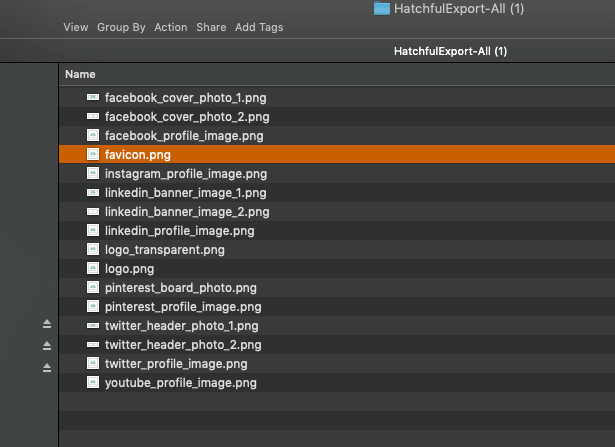 HatchfulExport-All (1)
View Group By Action Share Add Tags
HatchfulExport-All (1)
Name
facebook_cover_photo_1.png
facebook_cover_photo_2.png
facebook_profile_image.png
favicon.png
instagram_profile_image.png
linkedin_banner_image_1.png
linkedin_banner_image_2.png
linkedin_profile_image.png
logo_transparent.png
logo.png
pinterest_board_photo.png
pinterest_profile_image.png
twitter_header_photo_1.png
twitter_header_photo_2.png
twitter_profile_image.png
youtube_profile_image.png